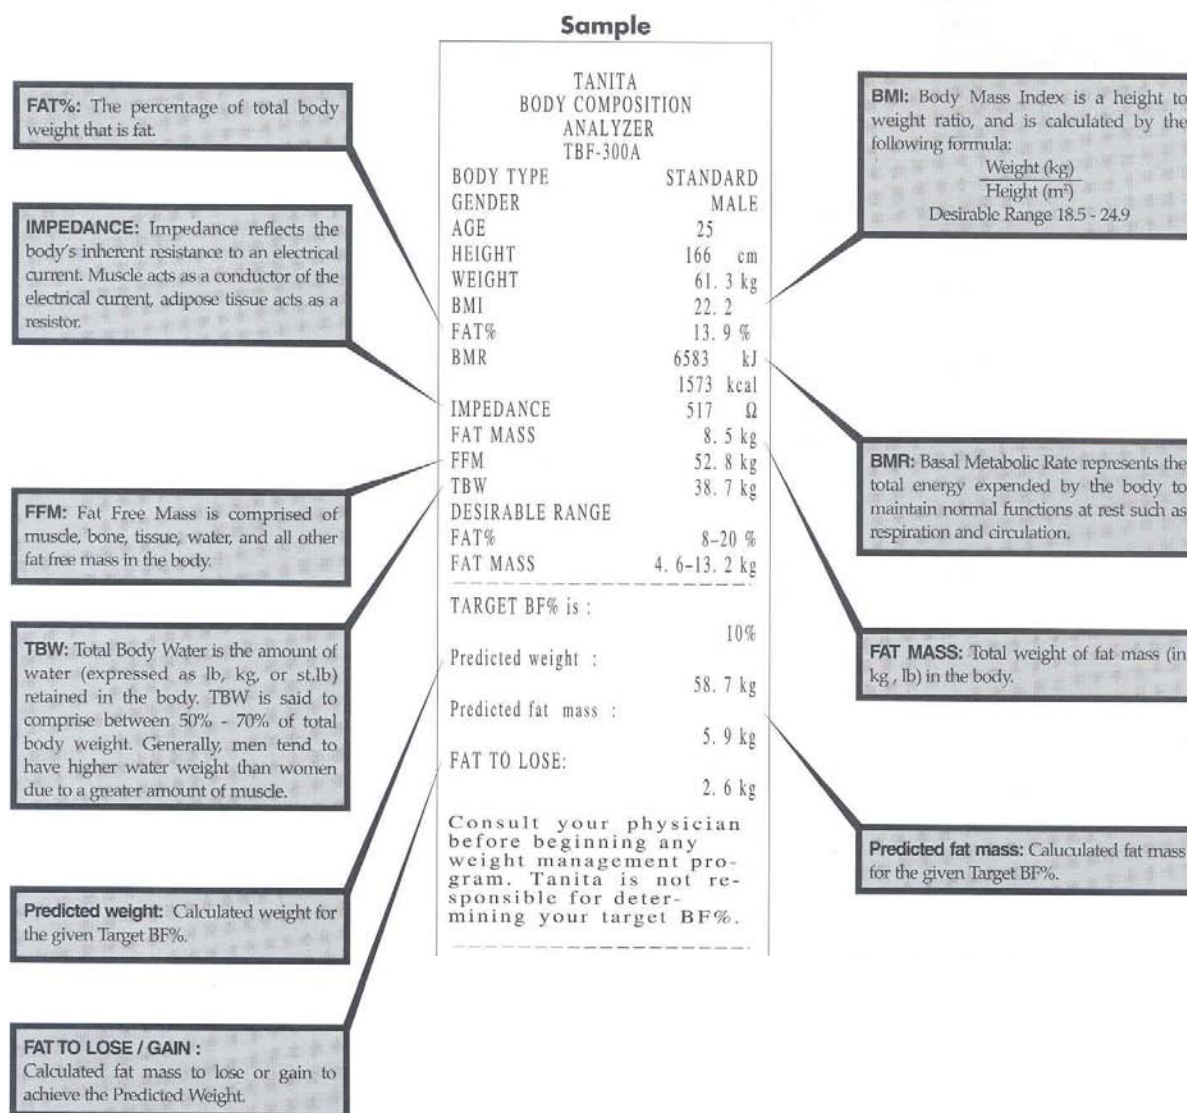 Sample
TANITA
BODY COMPOSITION
ANALYZER
TBF-300A
BODY TYPE STANDARD
GENDER MALE
AGE 25
HEIGHT 166 cm
WEIGHT 61.3 kg
BMI 22.2
FAT% 13.9 %
BMR 6583 kJ
1573 kcal
IMPEDANCE 517 Ω
FAT MASS 8.5 kg
FFM 52.8 kg
TBW 38.7 kg
DESIRABLE RANGE
FAT% 8–20 %
FAT MASS 4.6–13.2 kg
TARGET BF% is :
10%
Predicted weight :
58.7 kg
Predicted fat mass :
5.9 kg
FAT TO LOSE:
2.6 kg
Consult your physician
before beginning any
weight management pro-
gram. Tanita is not re-
sponsible for deter-
mining your target BF%.
FAT%: The percentage of total body
weight that is fat.
IMPEDANCE: Impedance reflects the
body's inherent resistance to an electrical
current. Muscle acts as a conductor of the
electrical current, adipose tissue acts as a
resistor.
FFM: Fat Free Mass is comprised of
muscle, bone, tissue, water, and all other
fat free mass in the body.
TBW: Total Body Water is the amount of
water (expressed as lb, kg, or st.lb)
retained in the body. TBW is said to
comprise between 50% - 70% of total
body weight. Generally, men tend to
have higher water weight than women
due to a greater amount of muscle.
Predicted weight: Calculated weight for
the given Target BF%.
FAT TO LOSE / GAIN :
Calculated fat mass to lose or gain to
achieve the Predicted Weight.
BMI: Body Mass Index is a height to
weight ratio, and is calculated by the
following formula:
Weight (kg)
Height (m²)
Desirable Range 18.5 - 24.9
BMR: Basal Metabolic Rate represents the
total energy expended by the body to
maintain normal functions at rest such as
respiration and circulation.
FAT MASS: Total weight of fat mass (in
kg , lb) in the body.
Predicted fat mass: Caluculated fat mass
for the given Target BF%.